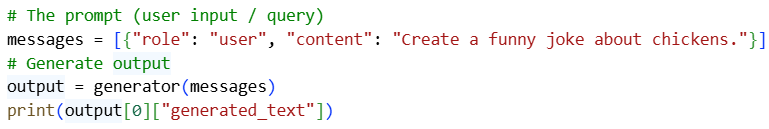 # The prompt (user input / query)
messages = [{"role": "user", "content": "Create a funny joke about chickens."}]
# Generate output
output = generator(messages)
print(output[0]["generated_text"])